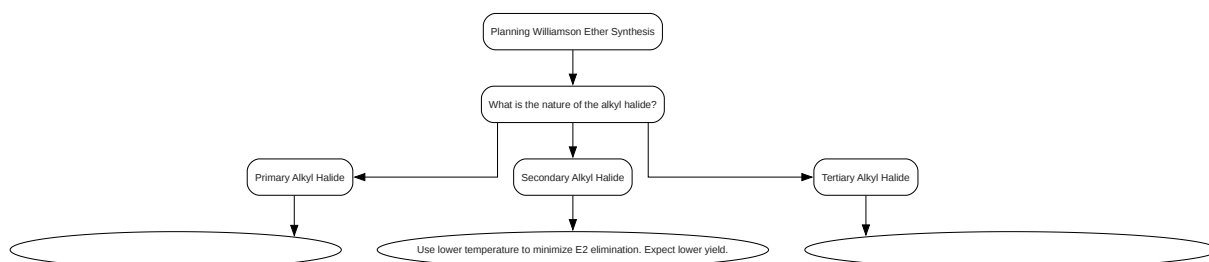 Planning Williamson Ether Synthesis
What is the nature of the alkyl halide?
Primary Alkyl Halide
Secondary Alkyl Halide
Tertiary Alkyl Halide
Use lower temperature to minimize E2 elimination. Expect lower yield.